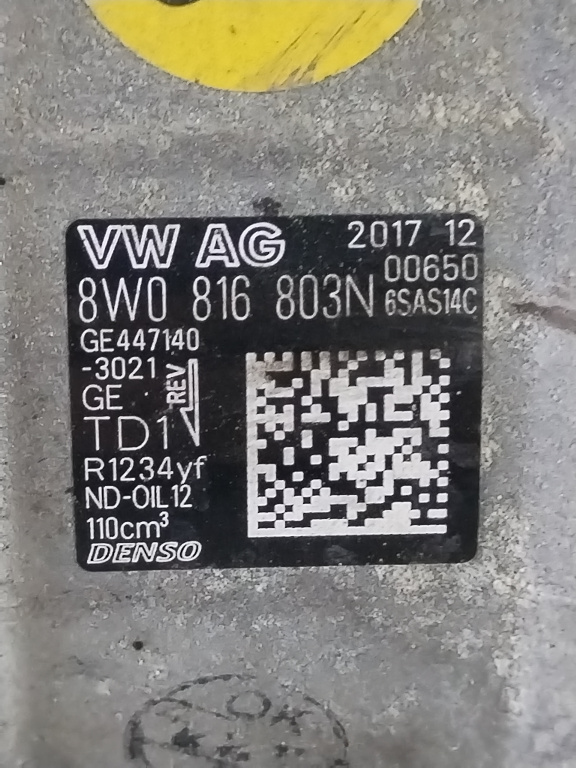 VW AG 2017 12
00650
8W0 816 803N 6SAS14C
GE447140
-3021
REV
GE
TD1
R1234yf
ND-OIL12
110cm³
DENSO
OK